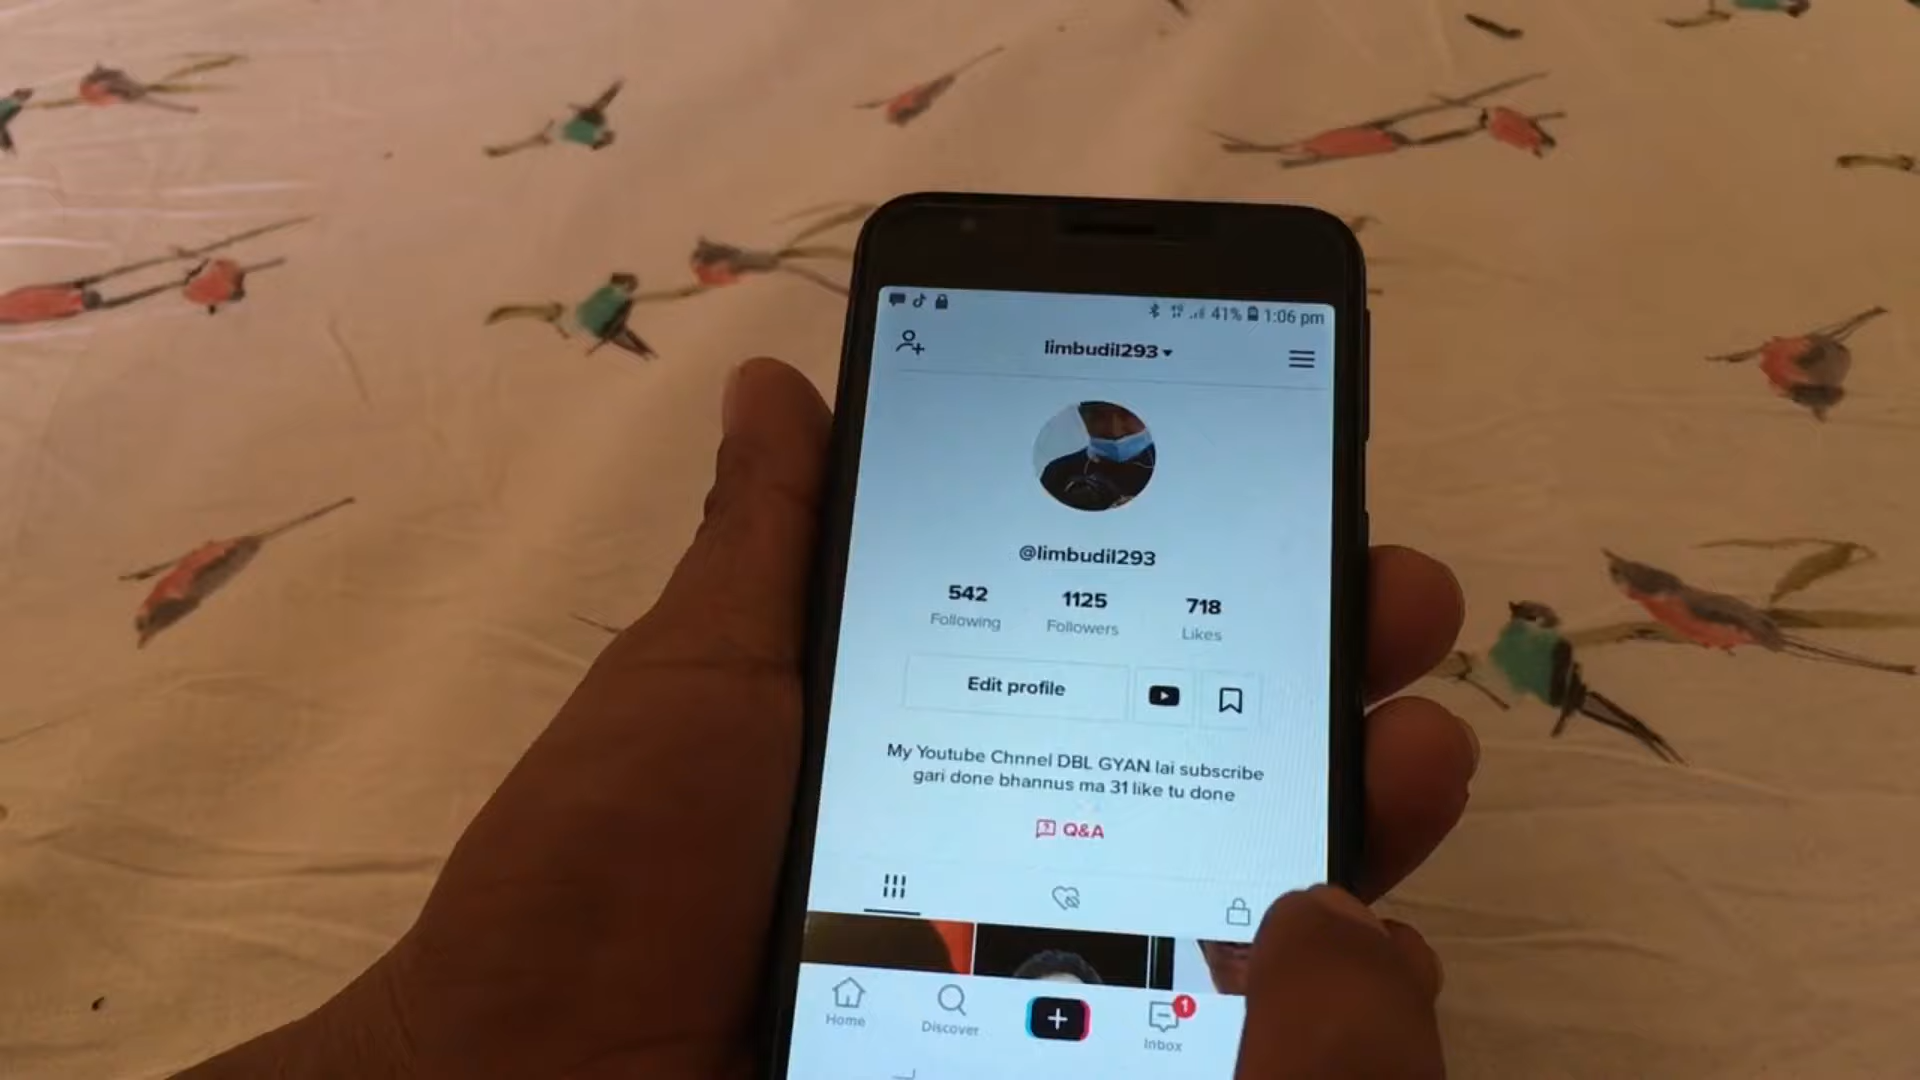 41% 1:06 pm
limbudil293
@limbudil293
542 1125 718
Following Followers Likes
Edit profile
My Youtube Chnnel DBL GYAN lai subscribe
gari done bhannus ma 31 like tu done
Q&A
1
Home Discover Inbox